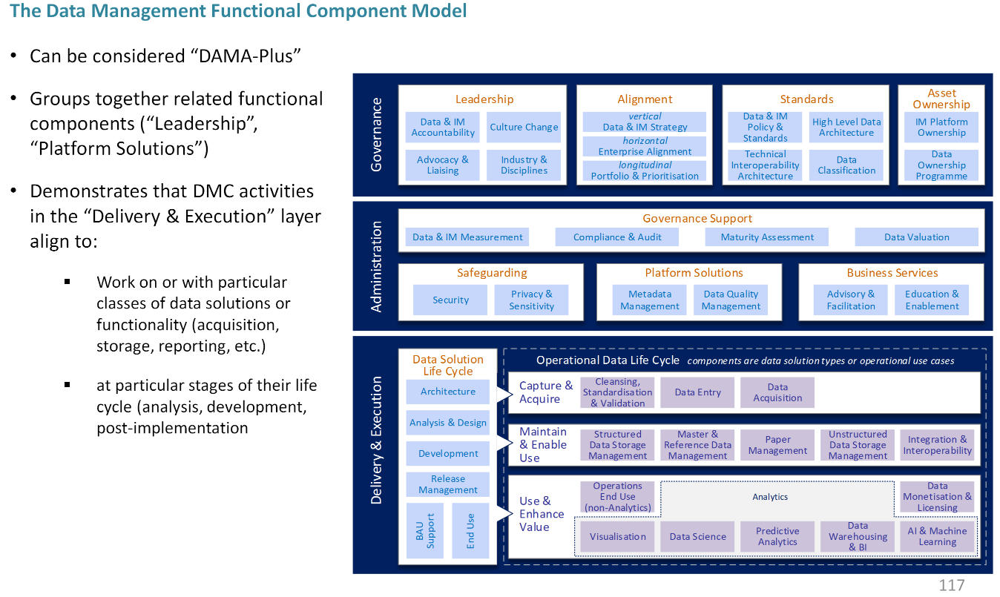 The Data Management Functional Component Model
• Can be considered “DAMA-Plus”
• Groups together related functional
components (“Leadership”,
“Platform Solutions”)
• Demonstrates that DMC activities
in the “Delivery & Execution” layer
align to:
▪ Work on or with particular
classes of data solutions or
functionality (acquisition,
storage, reporting, etc.)
▪ at particular stages of their life
cycle (analysis, development,
post-implementation
Governance
Leadership
Data & IM
Accountability
Culture Change
Advocacy &
Liaising
Industry &
Disciplines
Alignment
vertical
Data & IM Strategy
horizontal
Enterprise Alignment
longitudinal
Portfolio & Prioritisation
Standards
Data & IM
Policy &
Standards
High Level Data
Architecture
Technical
Interoperability
Architecture
Data
Classification
Asset
Ownership
IM Platform
Ownership
Data
Ownership
Programme
Administration
Governance Support
Data & IM Measurement
Compliance & Audit
Maturity Assessment
Data Valuation
Safeguarding
Security
Privacy &
Sensitivity
Platform Solutions
Metadata
Management
Data Quality
Management
Business Services
Advisory &
Facilitation
Education &
Enablement
Delivery & Execution
Data Solution
Life Cycle
Architecture
Analysis & Design
Development
Release
Management
BAU
Support
End Use
Operational Data Life Cycle components are data solution types or operational use cases
Capture &
Acquire
Cleansing,
Standardisation
& Validation
Data Entry
Data
Acquisition
Maintain
& Enable
Use
Structured
Data Storage
Management
Master &
Reference Data
Management
Paper
Management
Unstructured
Data Storage
Management
Integration &
Interoperability
Use &
Enhance
Value
Operations
End Use
(non-Analytics)
Analytics
Data
Monetisation &
Licensing
Visualisation
Data Science
Predictive
Analytics
Data
Warehousing
& BI
AI & Machine
Learning
117